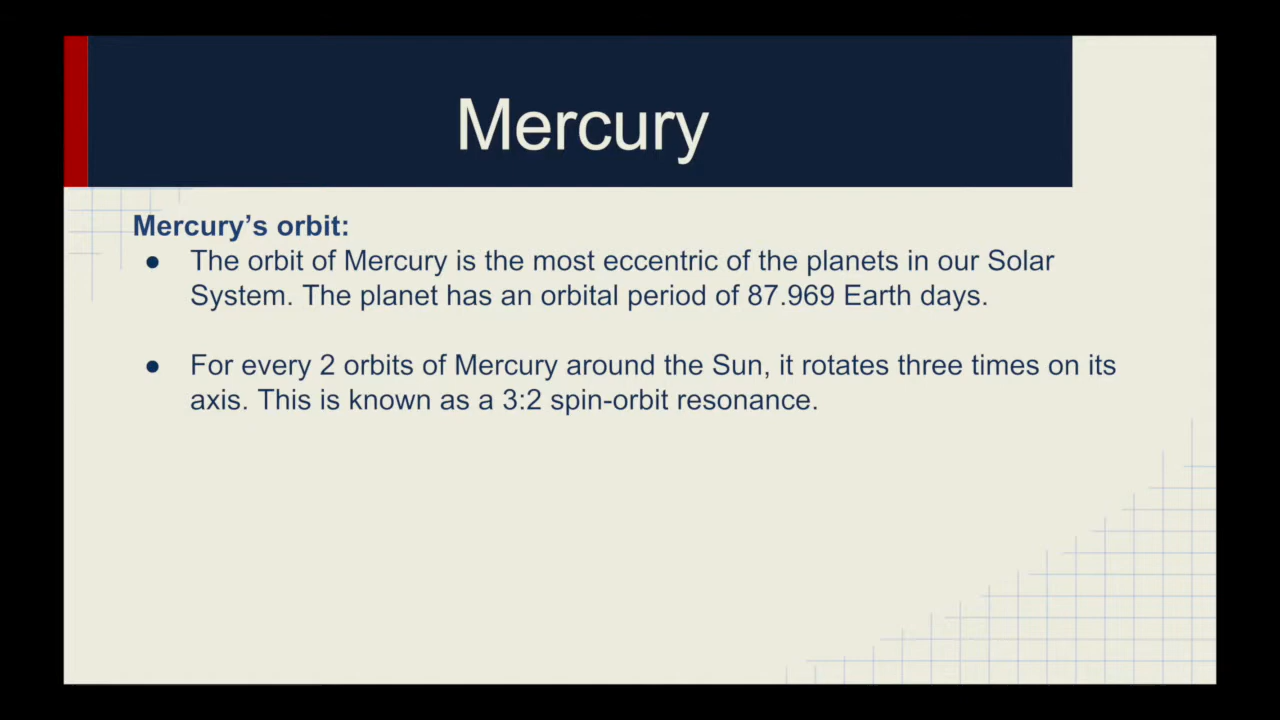 Mercury
Mercury’s orbit:
● The orbit of Mercury is the most eccentric of the planets in our Solar
System. The planet has an orbital period of 87.969 Earth days.
● For every 2 orbits of Mercury around the Sun, it rotates three times on its
axis. This is known as a 3:2 spin-orbit resonance.